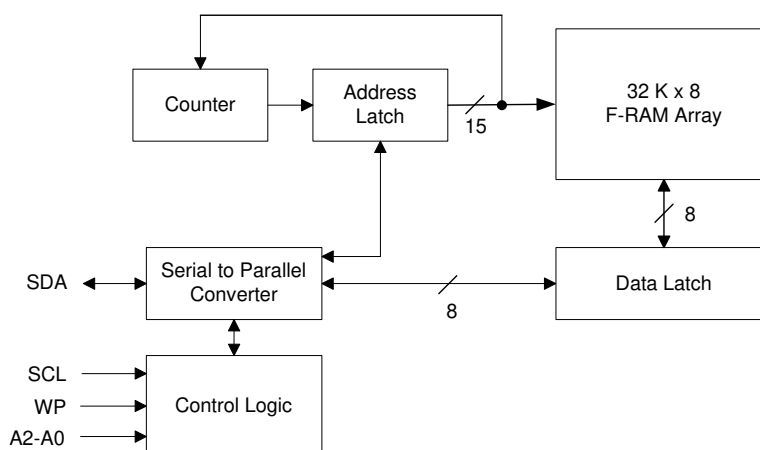 Counter
Address
Latch
15
32 K x 8
F-RAM Array
8
SDA
Serial to Parallel
Converter
8
Data Latch
SCL
WP
A2-A0
Control Logic